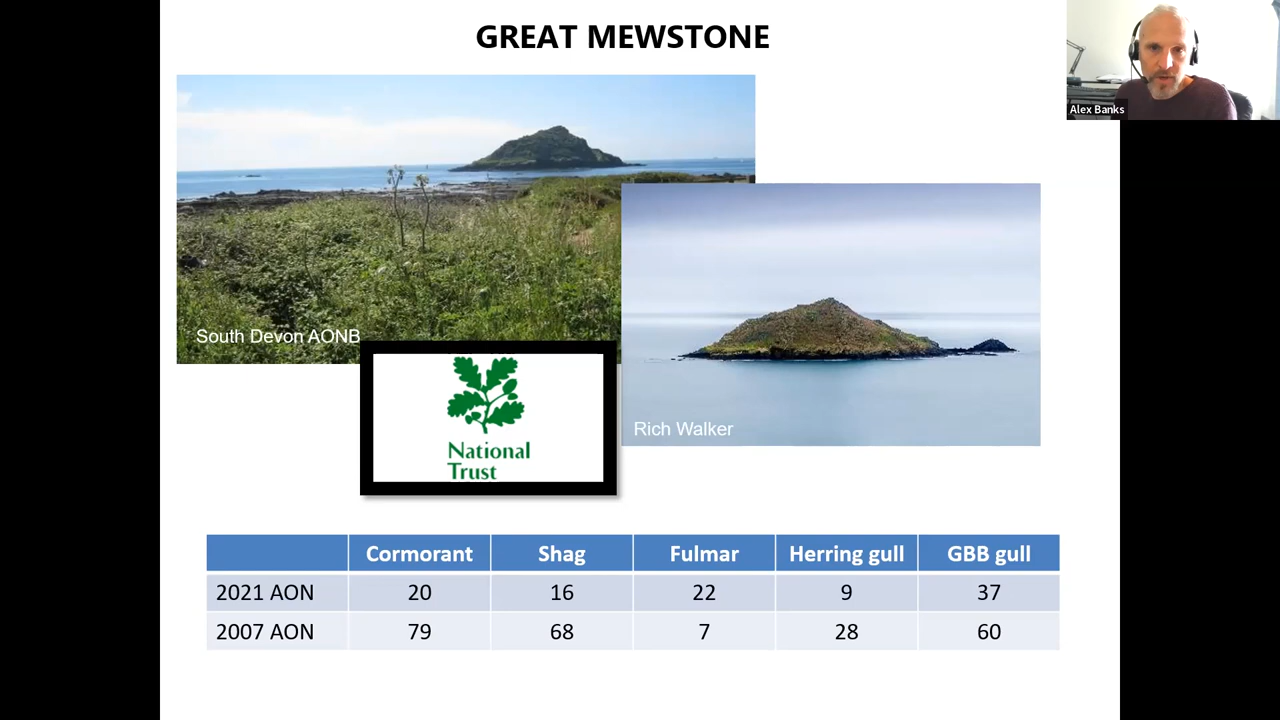 GREAT MEWSTONE
Alex Banks
South Devon AONB
Rich Walker
National
Trust
Cormorant Shag Fulmar Herring gull GBB gull
2021 AON 20 16 22 9 37
2007 AON 79 68 7 28 60